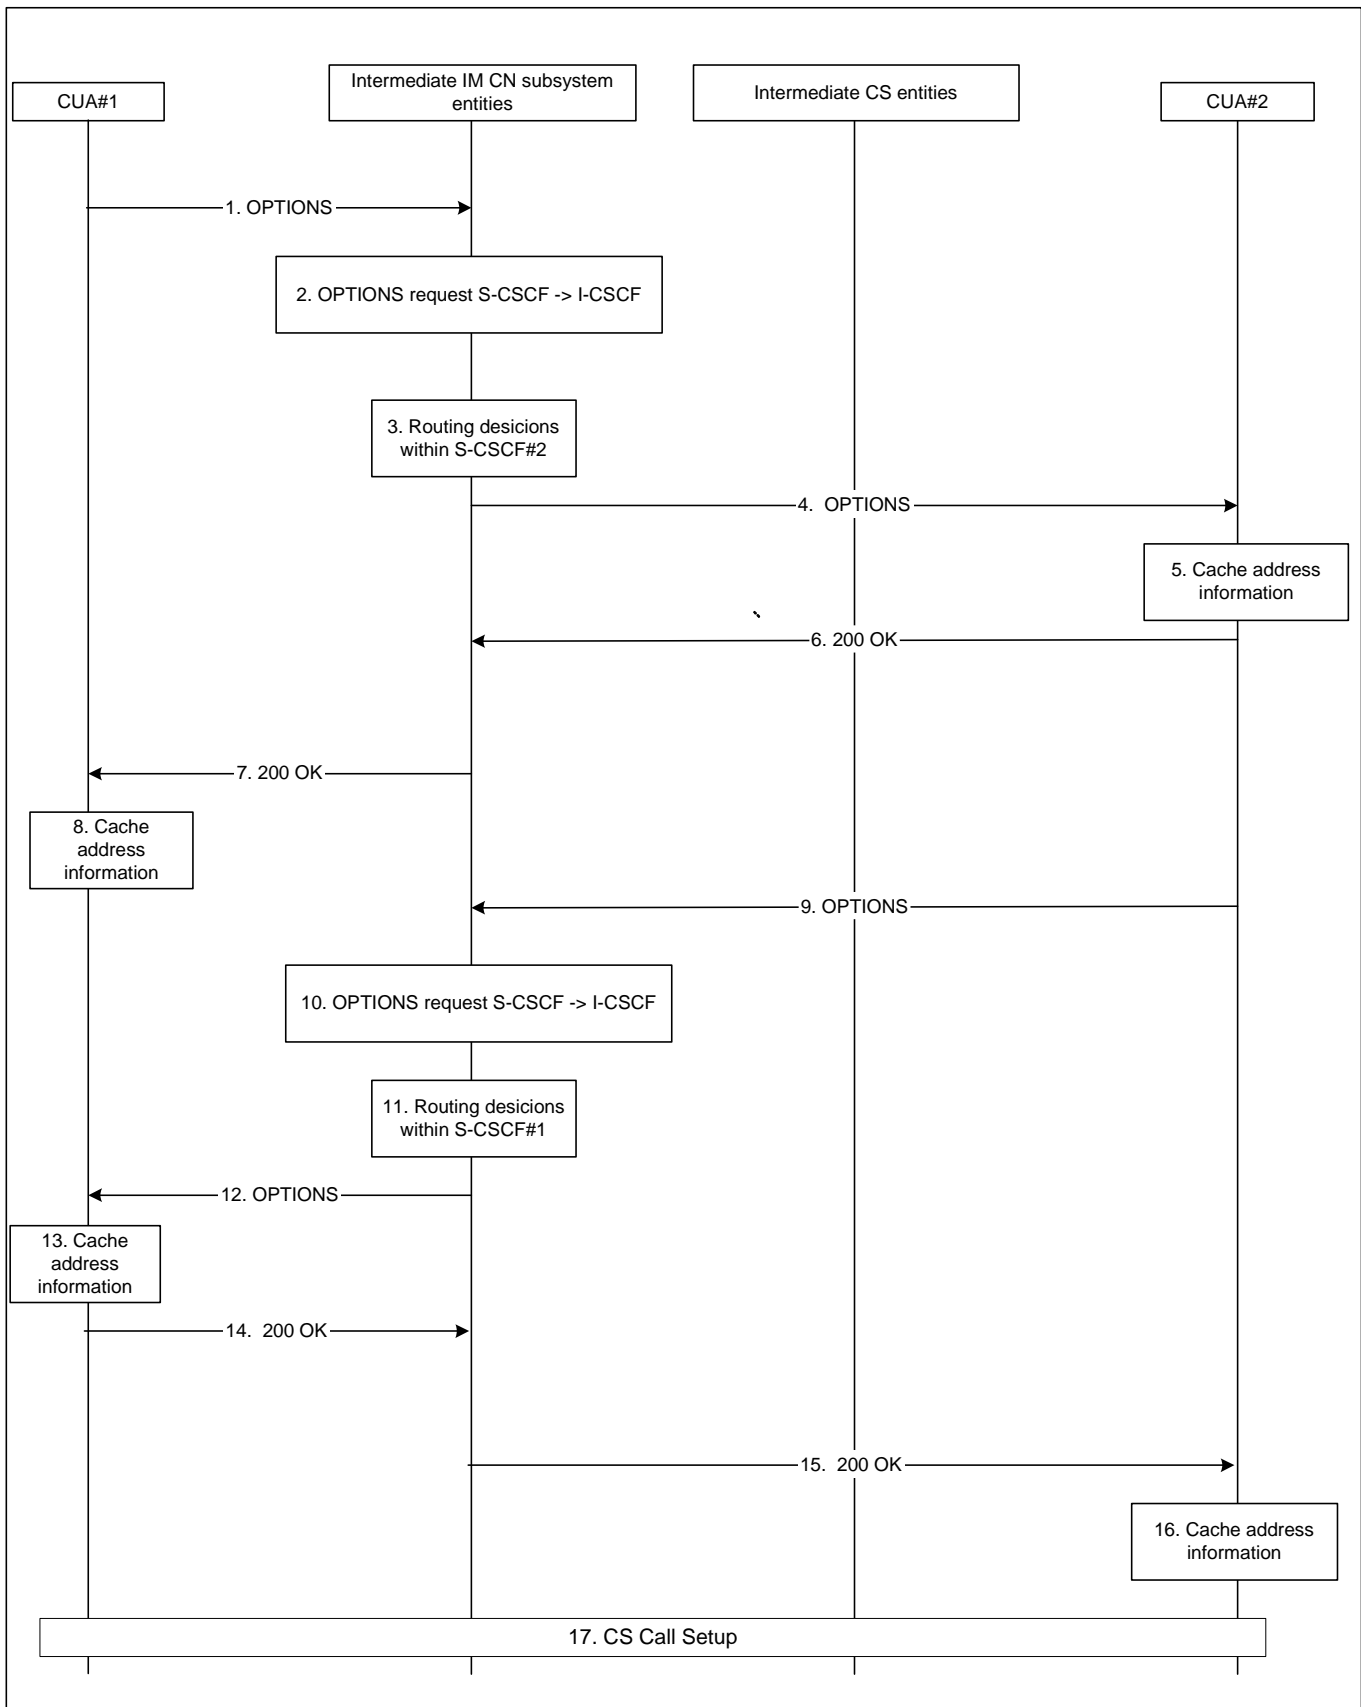 CUA#1
Intermediate IM CN subsystem
entities
Intermediate CS entities
CUA#2
1. OPTIONS
2. OPTIONS request S-CSCF -> I-CSCF
3. Routing desicions
within S-CSCF#2
4.  OPTIONS
5. Cache address
information
6. 200 OK
7. 200 OK
8. Cache
address
information
9. OPTIONS
10. OPTIONS request S-CSCF -> I-CSCF
11. Routing desicions
within S-CSCF#1
12. OPTIONS
13. Cache
address
information
14.  200 OK
15.  200 OK
16. Cache address
information
17. CS Call Setup